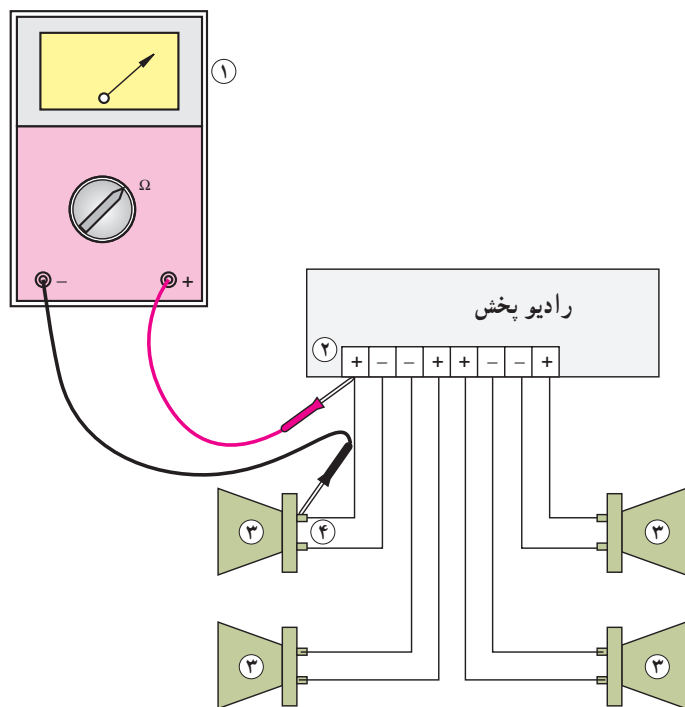 ۱
Ω
− +
رادیو پخش
۲
+ − − + + − − +
۳ ۴ ۳
۳ ۳